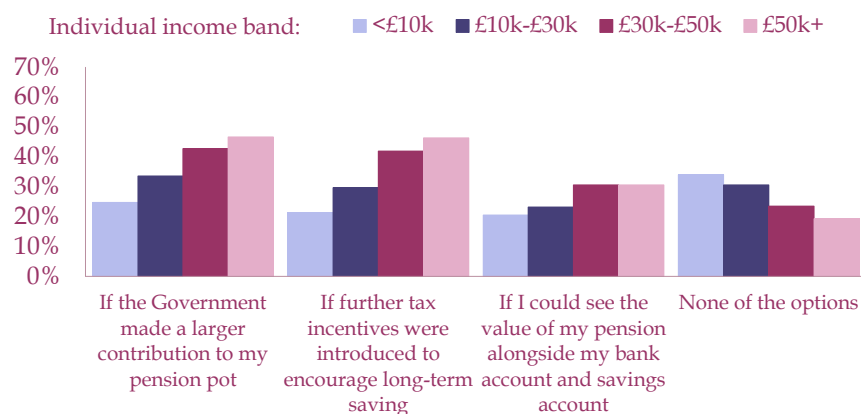 Individual income band: <£10k £10k-£30k £30k-£50k £50k+
70%
60%
50%
40%
30%
20%
10%
0%
If the Government
made a larger
contribution to my
pension pot
If further tax
incentives were
introduced to
encourage long-term
saving
If I could see the
value of my pension
alongside my bank
account and savings
account
None of the options